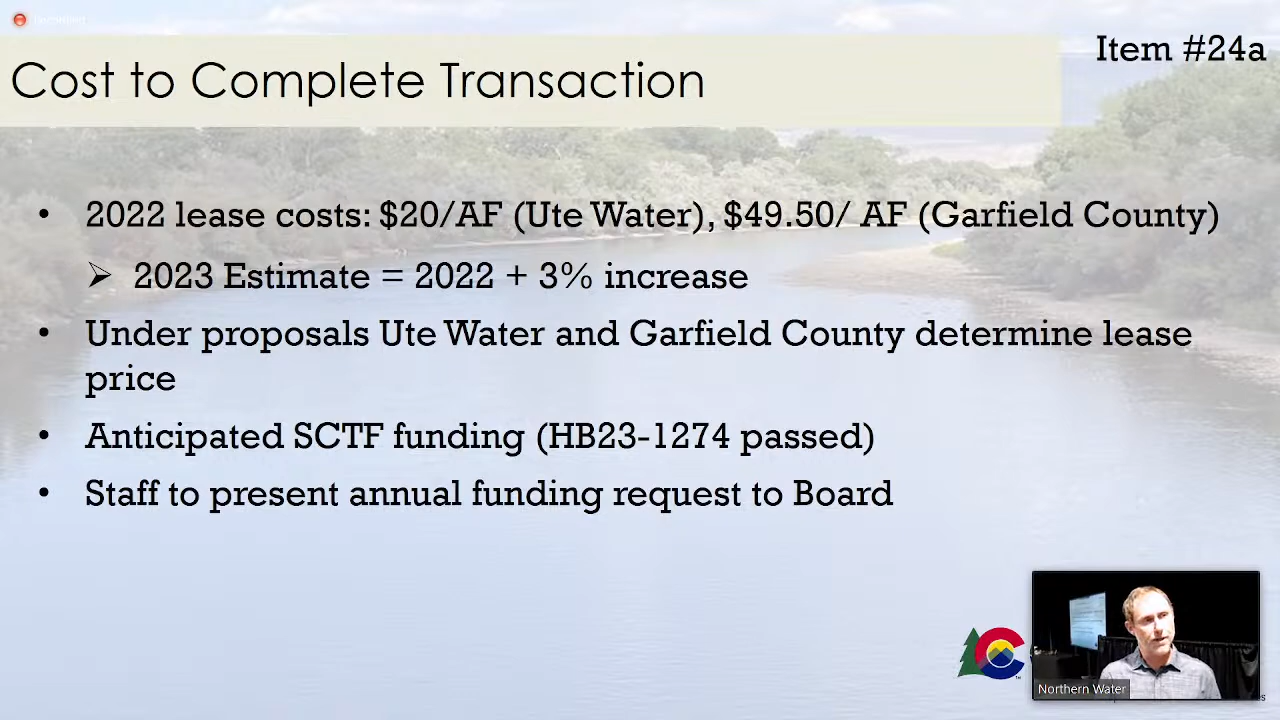 Recording
Item #24a
Cost to Complete Transaction
• 2022 lease costs: $20/AF (Ute Water), $49.50/ AF (Garfield County)
➢ 2023 Estimate = 2022 + 3% increase
• Under proposals Ute Water and Garfield County determine lease
price
• Anticipated SCTF funding (HB23-1274 passed)
• Staff to present annual funding request to Board
Northern Water